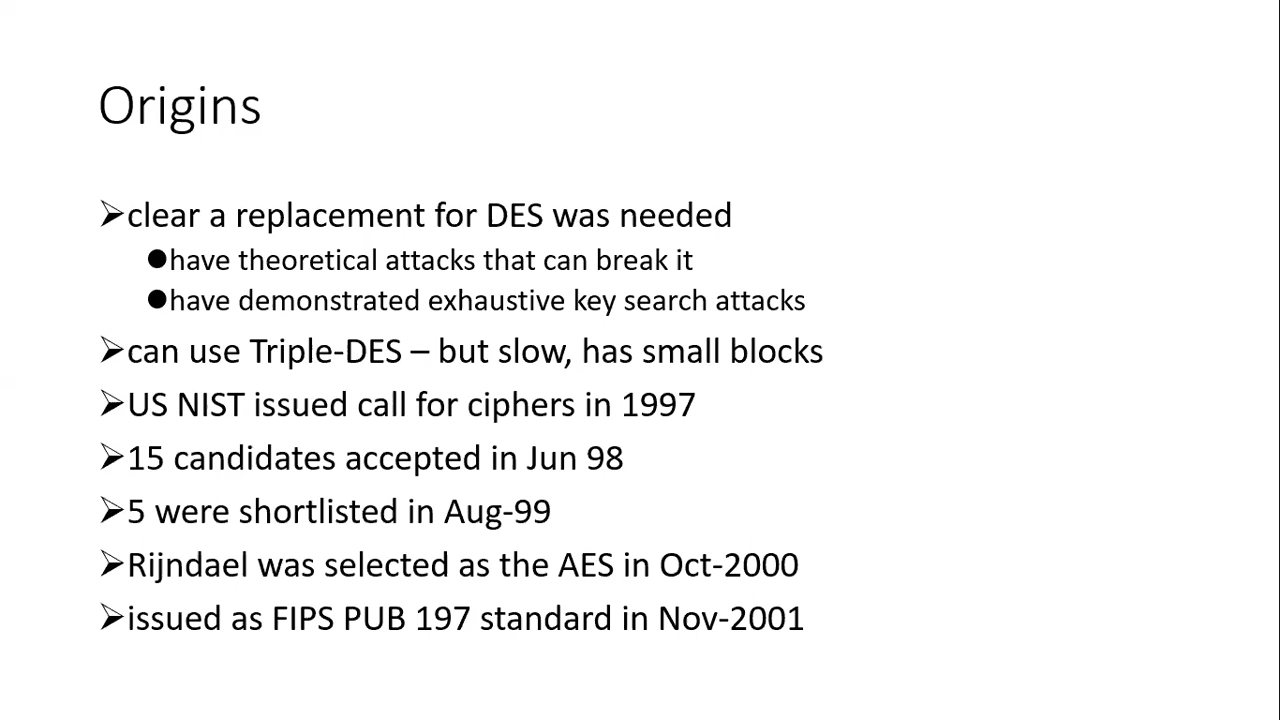 Origins
➢clear a replacement for DES was needed
●have theoretical attacks that can break it
●have demonstrated exhaustive key search attacks
➢can use Triple-DES – but slow, has small blocks
➢US NIST issued call for ciphers in 1997
➢15 candidates accepted in Jun 98
➢5 were shortlisted in Aug-99
➢Rijndael was selected as the AES in Oct-2000
➢issued as FIPS PUB 197 standard in Nov-2001